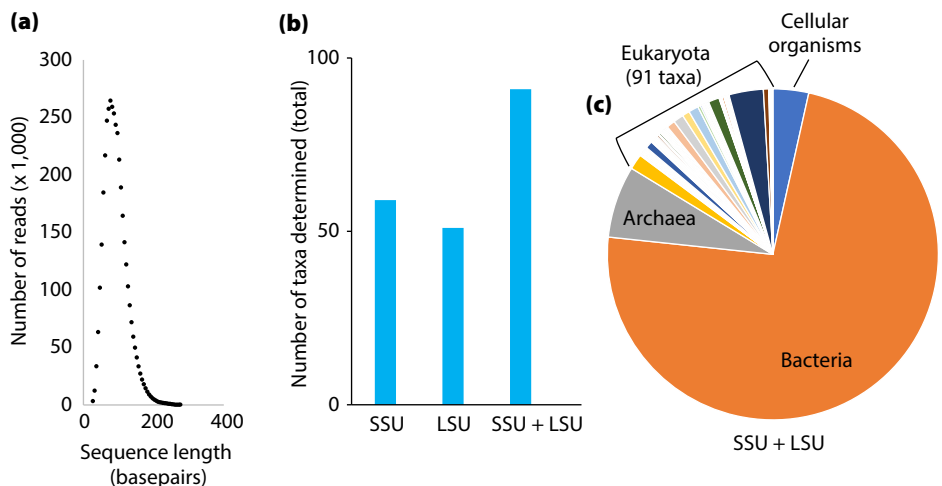 (a)
Number of reads (x 1,000)
300
250
200
150
100
50
0
0
200
400
Sequence length
(basepairs)
(b)
Number of taxa determined (total)
100
50
0
SSU
LSU
SSU + LSU
(c)
Eukaryota
(91 taxa)
Cellular
organisms
Archaea
Bacteria
SSU + LSU